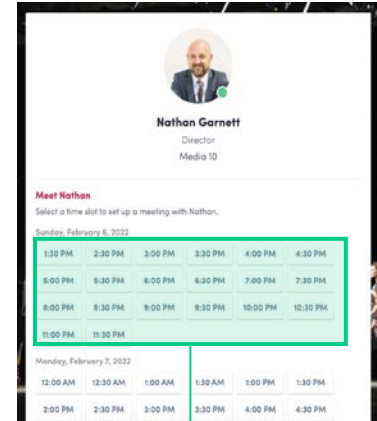 Nathan Garnett
Director
Media 10
Meet Nathan
Select a time slot to set up a meeting with Nathan.
Sunday, February 6, 2022
1:30 PM 2:30 PM 3:00 PM 3:30 PM 4:00 PM 4:30 PM
5:00 PM 5:30 PM 6:00 PM 6:30 PM 7:00 PM 7:30 PM
8:00 PM 8:30 PM 9:00 PM 9:30 PM 10:00 PM 10:30 PM
11:00 PM 11:30 PM
Monday, February 7, 2022
12:00 AM 12:30 AM 1:00 AM 1:30 AM 1:00 PM 1:30 PM
2:00 PM 2:30 PM 3:00 PM 3:30 PM 4:00 PM 4:30 PM